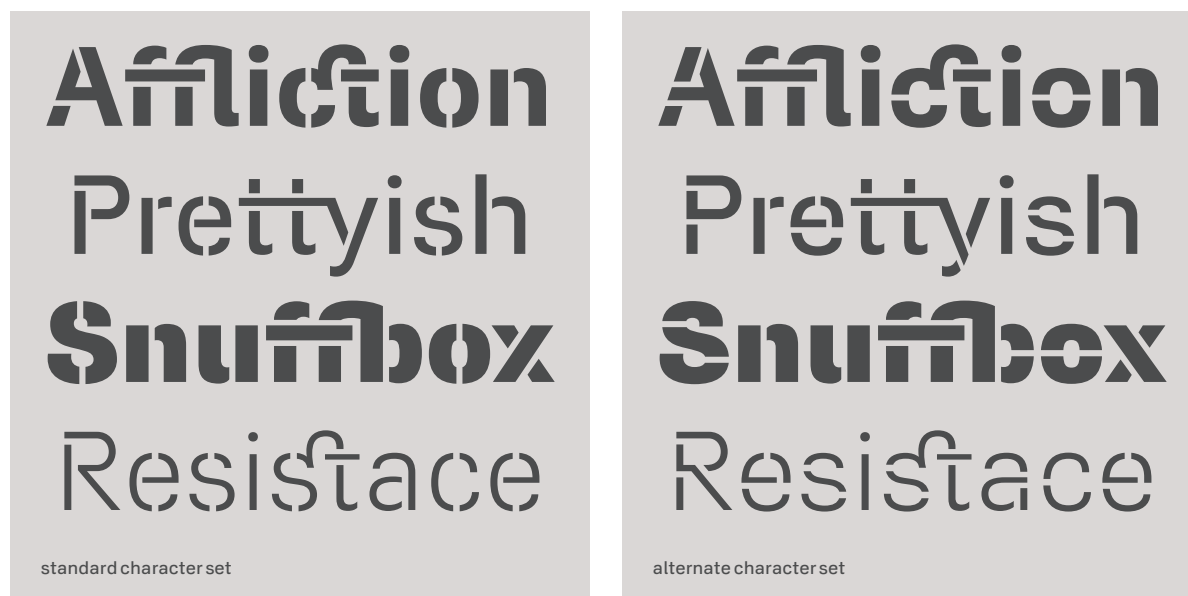 Affliction
Prettyish
Snuffbox
Resistace
standard character set
Affliction
Prettyish
Snuffbox
Resistace
alternate character set